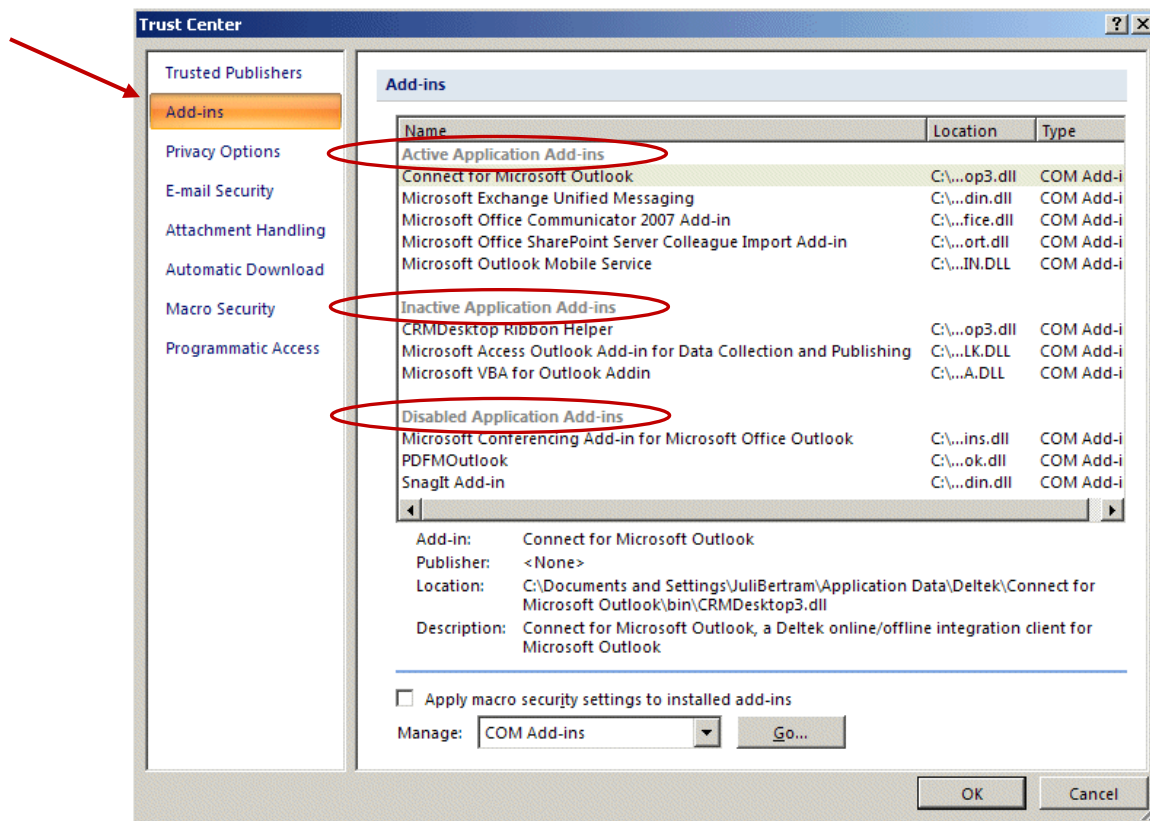 Trust Center
Trusted Publishers
Add-ins
Privacy Options
E-mail Security
Attachment Handling
Automatic Download
Macro Security
Programmatic Access
Add-ins
Name Location Type
Active Application Add-ins
Connect for Microsoft Outlook C:\...op3.dll COM Add-i
Microsoft Exchange Unified Messaging C:\...din.dll COM Add-i
Microsoft Office Communicator 2007 Add-in C:\...fice.dll COM Add-i
Microsoft Office SharePoint Server Colleague Import Add-in C:\...ort.dll COM Add-i
Microsoft Outlook Mobile Service C:\...IN.DLL COM Add-i
Inactive Application Add-ins
CRMDesktop Ribbon Helper C:\...op3.dll COM Add-i
Microsoft Access Outlook Add-in for Data Collection and Publishing C:\...LK.DLL COM Add-i
Microsoft VBA for Outlook Addin C:\...A.DLL COM Add-i
Disabled Application Add-ins
Microsoft Conferencing Add-in for Microsoft Office Outlook C:\...ins.dll COM Add-i
PDFMOutlook C:\...ok.dll COM Add-i
SnagIt Add-in C:\...din.dll COM Add-i
Add-in: Connect for Microsoft Outlook
Publisher: <None>
Location: C:\Documents and Settings\JuliBertram\Application Data\Deltek\Connect for
Microsoft Outlook\bin\CRMDesktop3.dll
Description: Connect for Microsoft Outlook, a Deltek online/offline integration client for
Microsoft Outlook
Apply macro security settings to installed add-ins
Manage: COM Add-ins Go...
OK Cancel